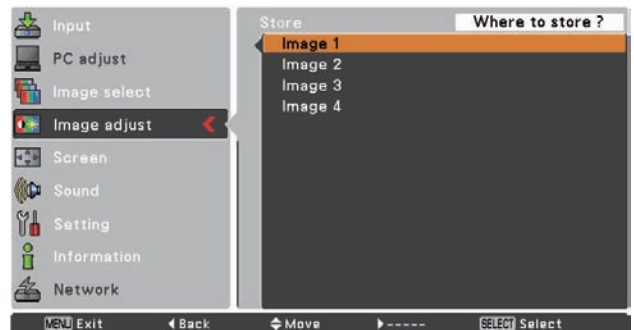 Input
PC adjust
Image select
Image adjust
Screen
Sound
Setting
Information
Network
Store
Where to store ?
Image 1
Image 2
Image 3
Image 4
MENU Exit ◀ Back ◆ Move ▶----- SELECT Select